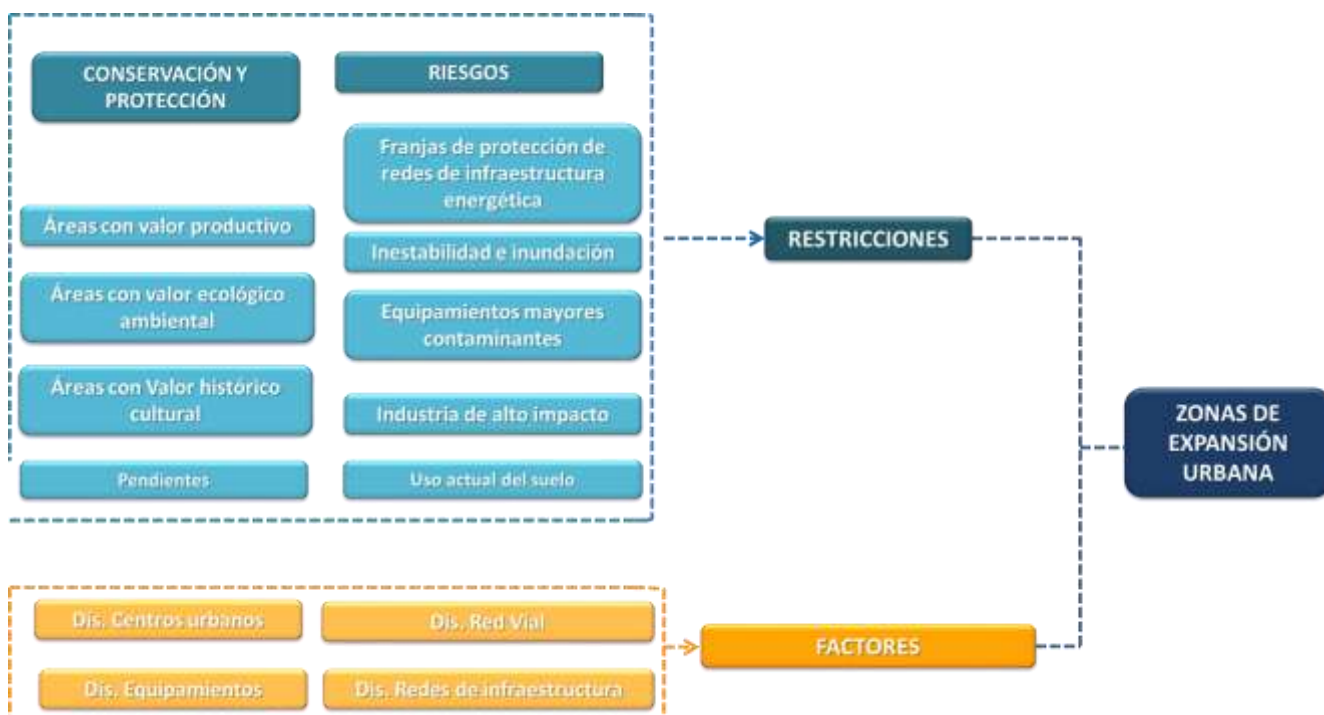 CONSERVACIÓN Y
PROTECCIÓN
Áreas con valor productivo
Áreas con valor ecológico
ambiental
Áreas con Valor histórico
cultural
Pendientes
RIESGOS
Franjas de protección de
redes de infraestructura
energética
Inestabilidad e inundación
Equipamientos mayores
contaminantes
Industria de alto impacto
Uso actual del suelo
RESTRICCIONES
Dis. Centros urbanos
Dis. Red Vial
Dis. Equipamientos
Dis. Redes de infraestructura
FACTORES
ZONAS DE
EXPANSIÓN
URBANA